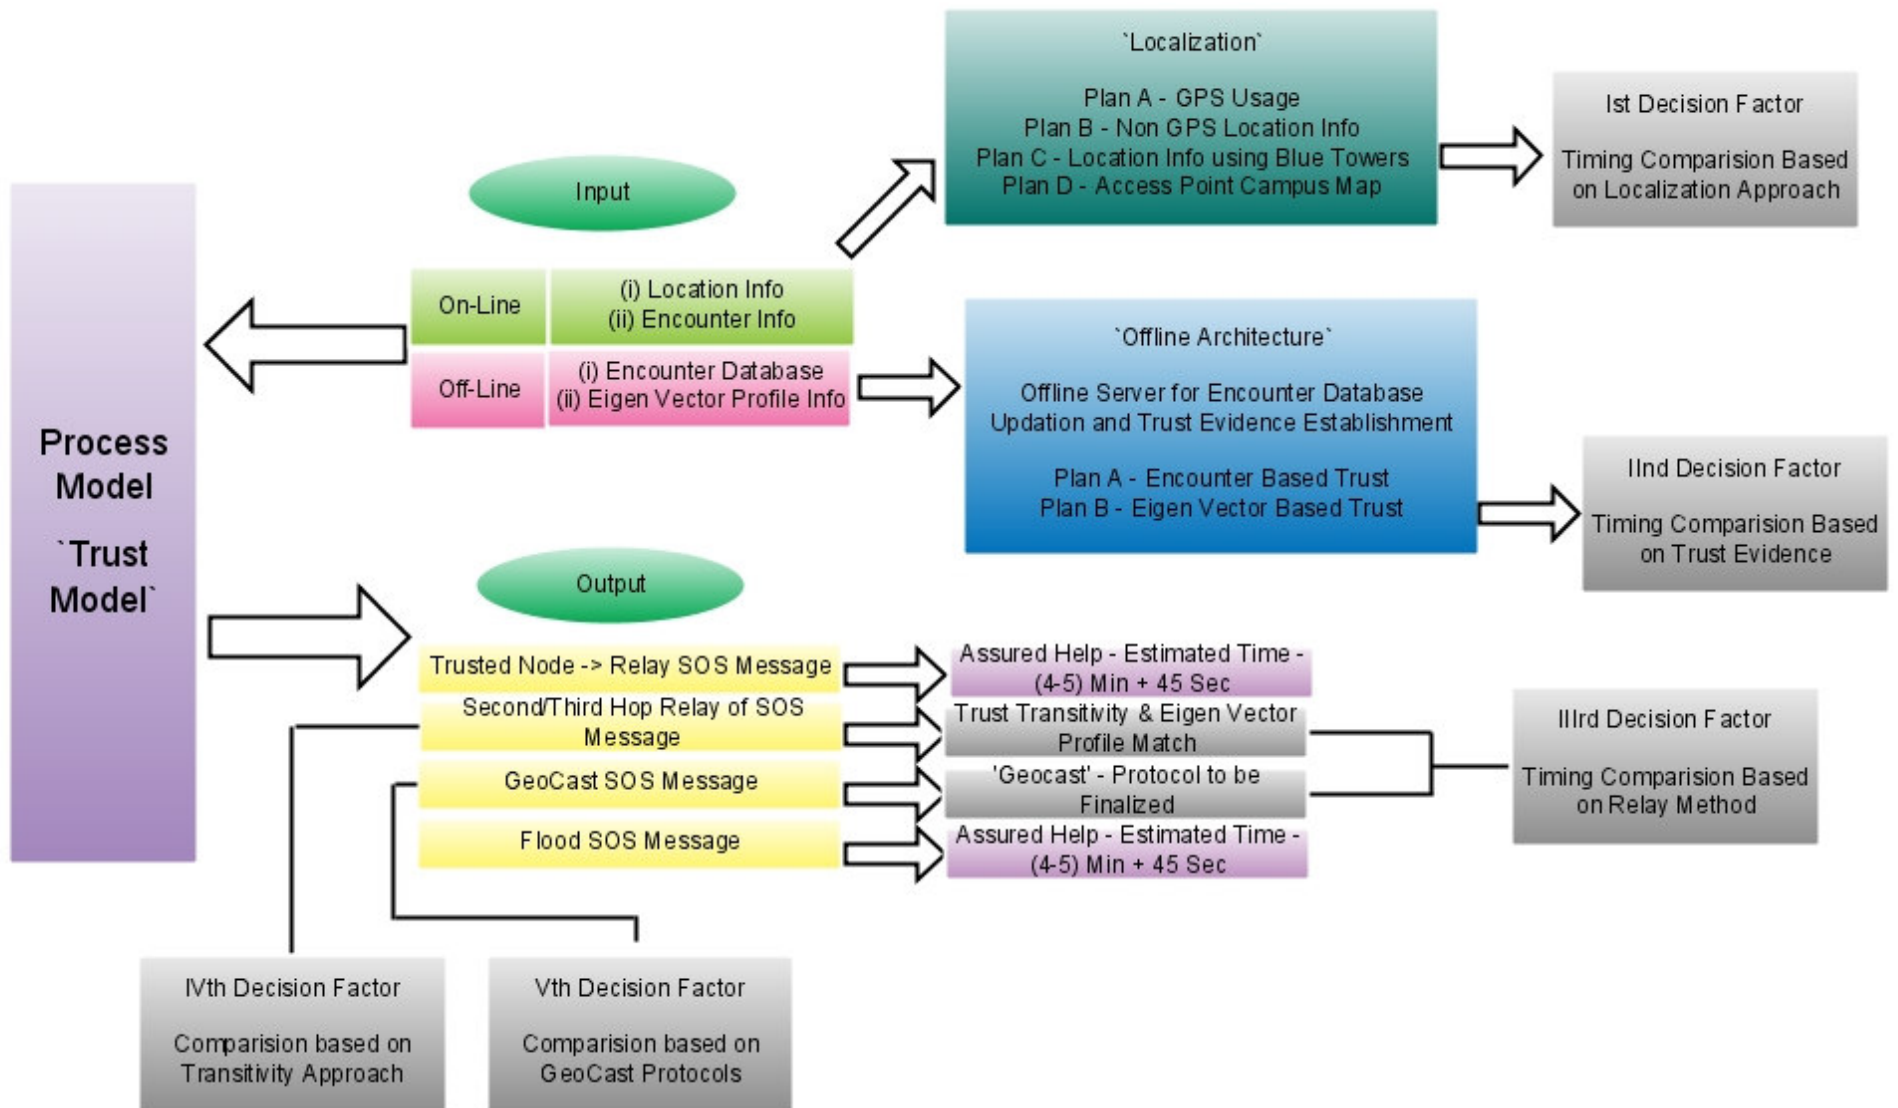 Process
Model
`Trust
Model`
Input
On-Line
(i) Location Info
(ii) Encounter Info
Off-Line
(i) Encounter Database
(ii) Eigen Vector Profile Info
`Localization`
Plan A - GPS Usage
Plan B - Non GPS Location Info
Plan C - Location Info using Blue Towers
Plan D - Access Point Campus Map
Ist Decision Factor
Timing Comparision Based
on Localization Approach
`Offline Architecture`
Offline Server for Encounter Database
Updation and Trust Evidence Establishment
Plan A - Encounter Based Trust
Plan B - Eigen Vector Based Trust
IInd Decision Factor
Timing Comparision Based
on Trust Evidence
Output
Trusted Node -> Relay SOS Message
Assured Help - Estimated Time -
(4-5) Min + 45 Sec
Second/Third Hop Relay of SOS
Message
Trust Transitivity & Eigen Vector
Profile Match
GeoCast SOS Message
'Geocast' - Protocol to be
Finalized
Flood SOS Message
Assured Help - Estimated Time -
(4-5) Min + 45 Sec
IIIrd Decision Factor
Timing Comparision Based
on Relay Method
IVth Decision Factor
Comparision based on
Transitivity Approach
Vth Decision Factor
Comparision based on
GeoCast Protocols